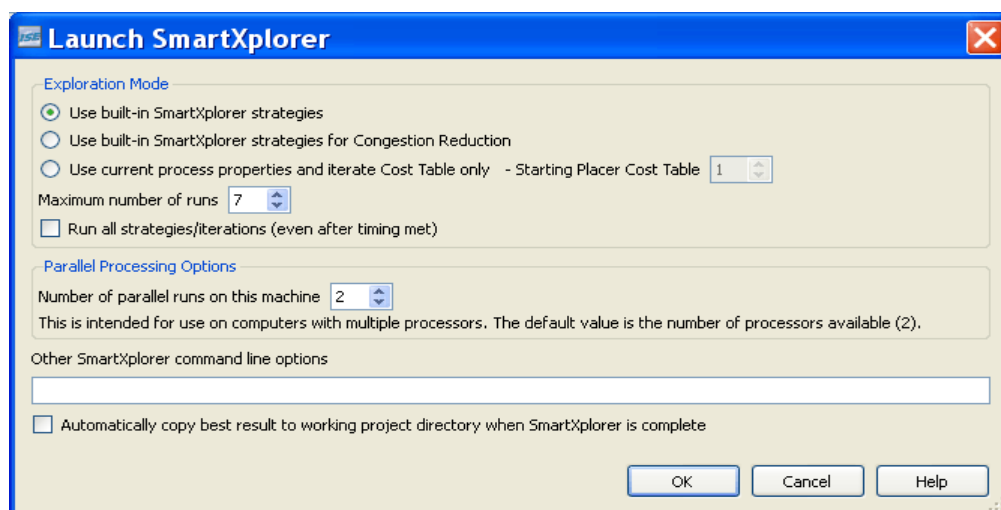 ISE Launch SmartXplorer
Exploration Mode
Use built-in SmartXplorer strategies
Use built-in SmartXplorer strategies for Congestion Reduction
Use current process properties and iterate Cost Table only - Starting Placer Cost Table 1
Maximum number of runs 7
Run all strategies/iterations (even after timing met)
Parallel Processing Options
Number of parallel runs on this machine 2
This is intended for use on computers with multiple processors. The default value is the number of processors available (2).
Other SmartXplorer command line options
Automatically copy best result to working project directory when SmartXplorer is complete
OK Cancel Help